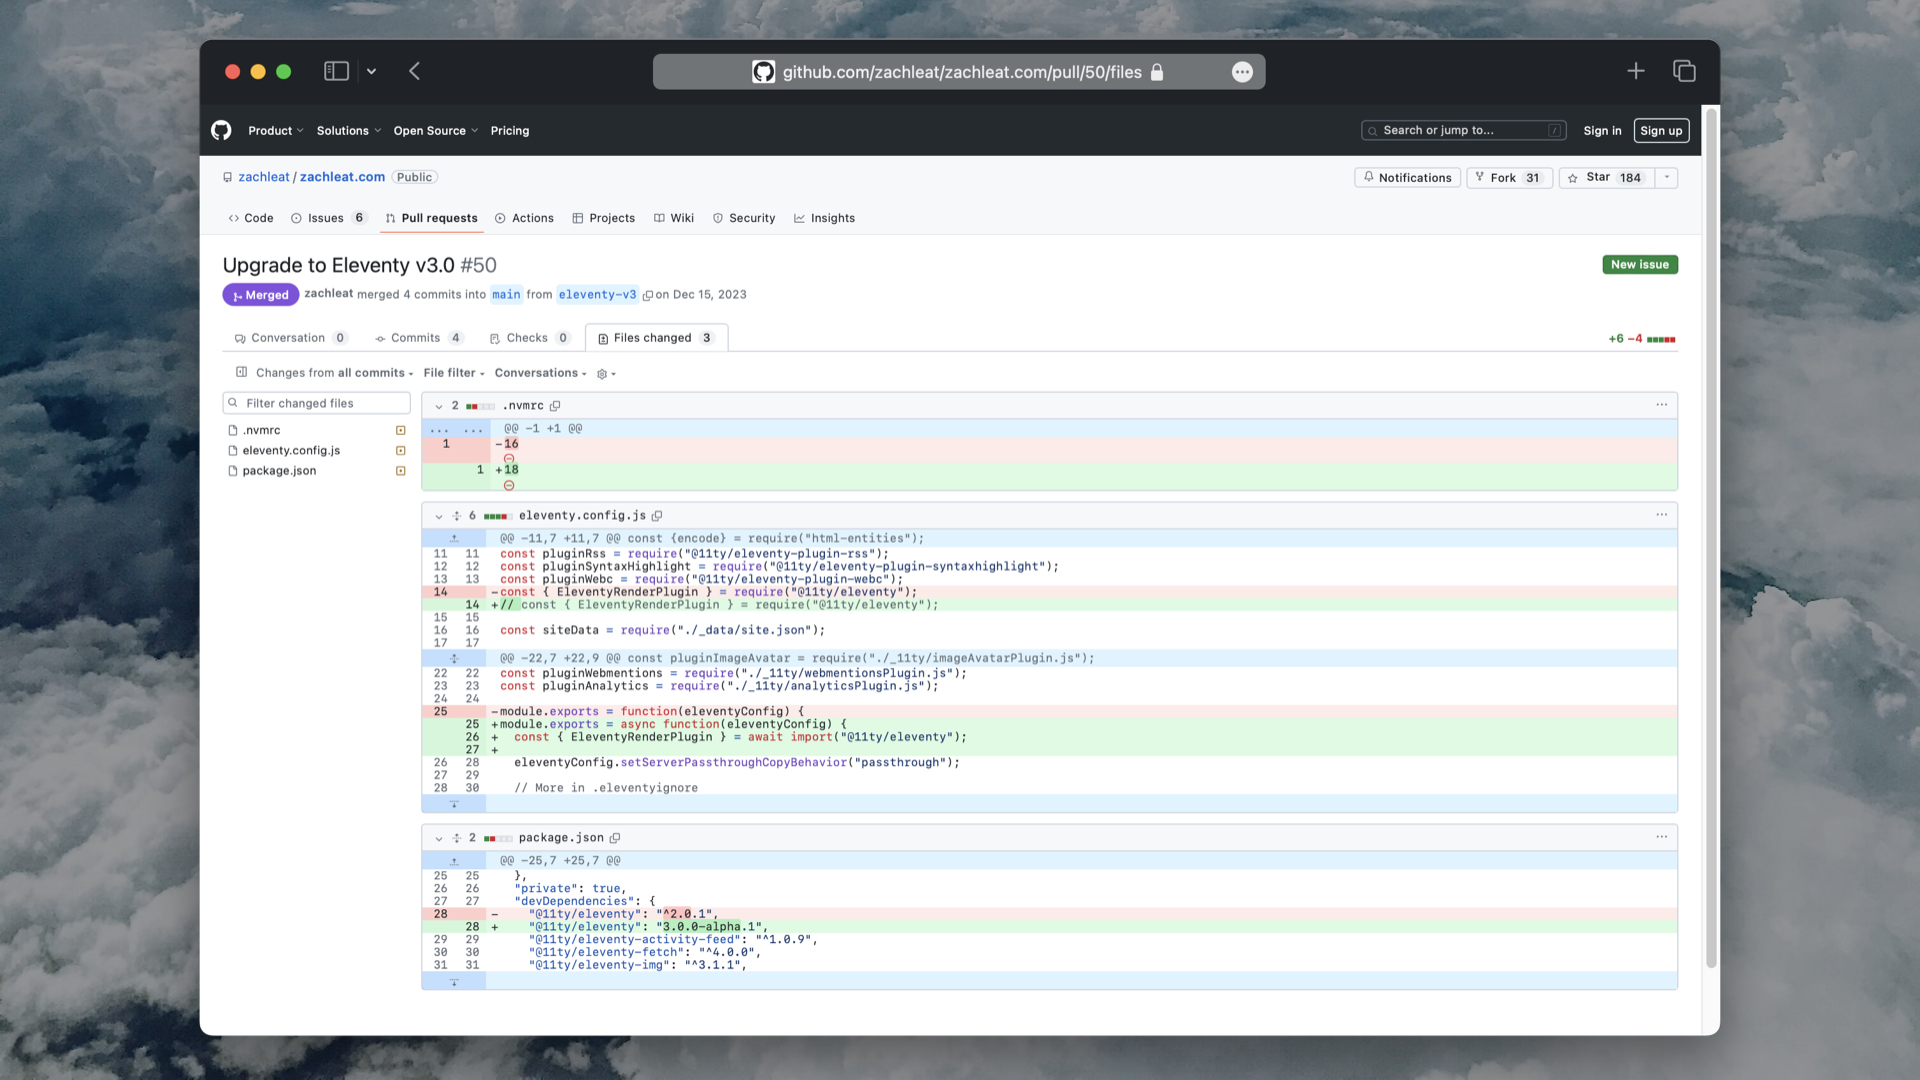 github.com/zachleat/zachleat.com/pull/50/files
Product Solutions Open Source Pricing Search or jump to... / Sign in Sign up
zachleat / zachleat.com Public Notifications Fork 31 Star 184
Code Issues 6 Pull requests Actions Projects Wiki Security Insights
Upgrade to Eleventy v3.0 #50 New issue
Merged zachleat merged 4 commits into main from eleventy-v3 on Dec 15, 2023
Conversation 0 Commits 4 Checks 0 Files changed 3 +6 −4
Changes from all commits File filter Conversations
Filter changed files
.nvmrc
eleventy.config.js
package.json
2 .nvmrc ...
... ... @@ -1 +1 @@
1 -16
1 +18
6 eleventy.config.js ...
@@ -11,7 +11,7 @@ const {encode} = require("html-entities");
11 11 const pluginRss = require("@11ty/eleventy-plugin-rss");
12 12 const pluginSyntaxHighlight = require("@11ty/eleventy-plugin-syntaxhighlight");
13 13 const pluginWebc = require("@11ty/eleventy-plugin-webc");
14 -const { EleventyRenderPlugin } = require("@11ty/eleventy");
14 +// const { EleventyRenderPlugin } = require("@11ty/eleventy");
15 15
16 16 const siteData = require("./_data/site.json");
17 17
@@ -22,7 +22,9 @@ const pluginImageAvatar = require("./_11ty/imageAvatarPlugin.js");
22 22 const pluginWebmentions = require("./_11ty/webmentionsPlugin.js");
23 23 const pluginAnalytics = require("./_11ty/analyticsPlugin.js");
24 24
25 -module.exports = function(eleventyConfig) {
25 +module.exports = async function(eleventyConfig) {
26 + const { EleventyRenderPlugin } = await import("@11ty/eleventy");
27 +
26 28 eleventyConfig.setServerPassthroughCopyBehavior("passthrough");
27 29
28 30 // More in .eleventyignore
2 package.json ...
@@ -25,7 +25,7 @@
25 25 },
26 26 "private": true,
27 27 "devDependencies": {
28 - "@11ty/eleventy": "^2.0.1",
28 + "@11ty/eleventy": "3.0.0-alpha.1",
29 29 "@11ty/eleventy-activity-feed": "^1.0.9",
30 30 "@11ty/eleventy-fetch": "^4.0.0",
31 31 "@11ty/eleventy-img": "^3.1.1",